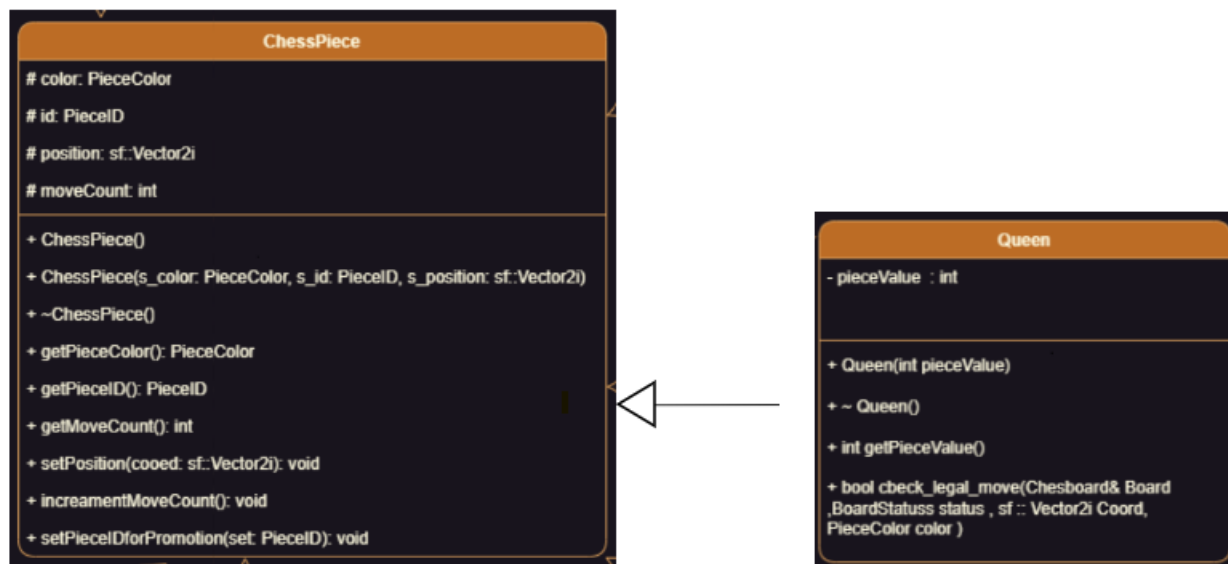 ChessPiece
# color: PieceColor
# id: PieceID
# position: sf::Vector2i
# moveCount: int
+ ChessPiece()
+ ChessPiece(s_color: PieceColor, s_id: PieceID, s_position: sf::Vector2i)
+ ~ChessPiece()
+ getPieceColor(): PieceColor
+ getPieceID(): PieceID
+ getMoveCount(): int
+ setPosition(cooed: sf::Vector2i): void
+ increamentMoveCount(): void
+ setPieceIDforPromotion(set: PieceID): void
Queen
- pieceValue : int
+ Queen(int pieceValue)
+ ~ Queen()
+ int getPieceValue()
+ bool cbeck_legal_move(Chesboard& Board
,BoardStatuss status , sf :: Vector2i Coord,
PieceColor color )